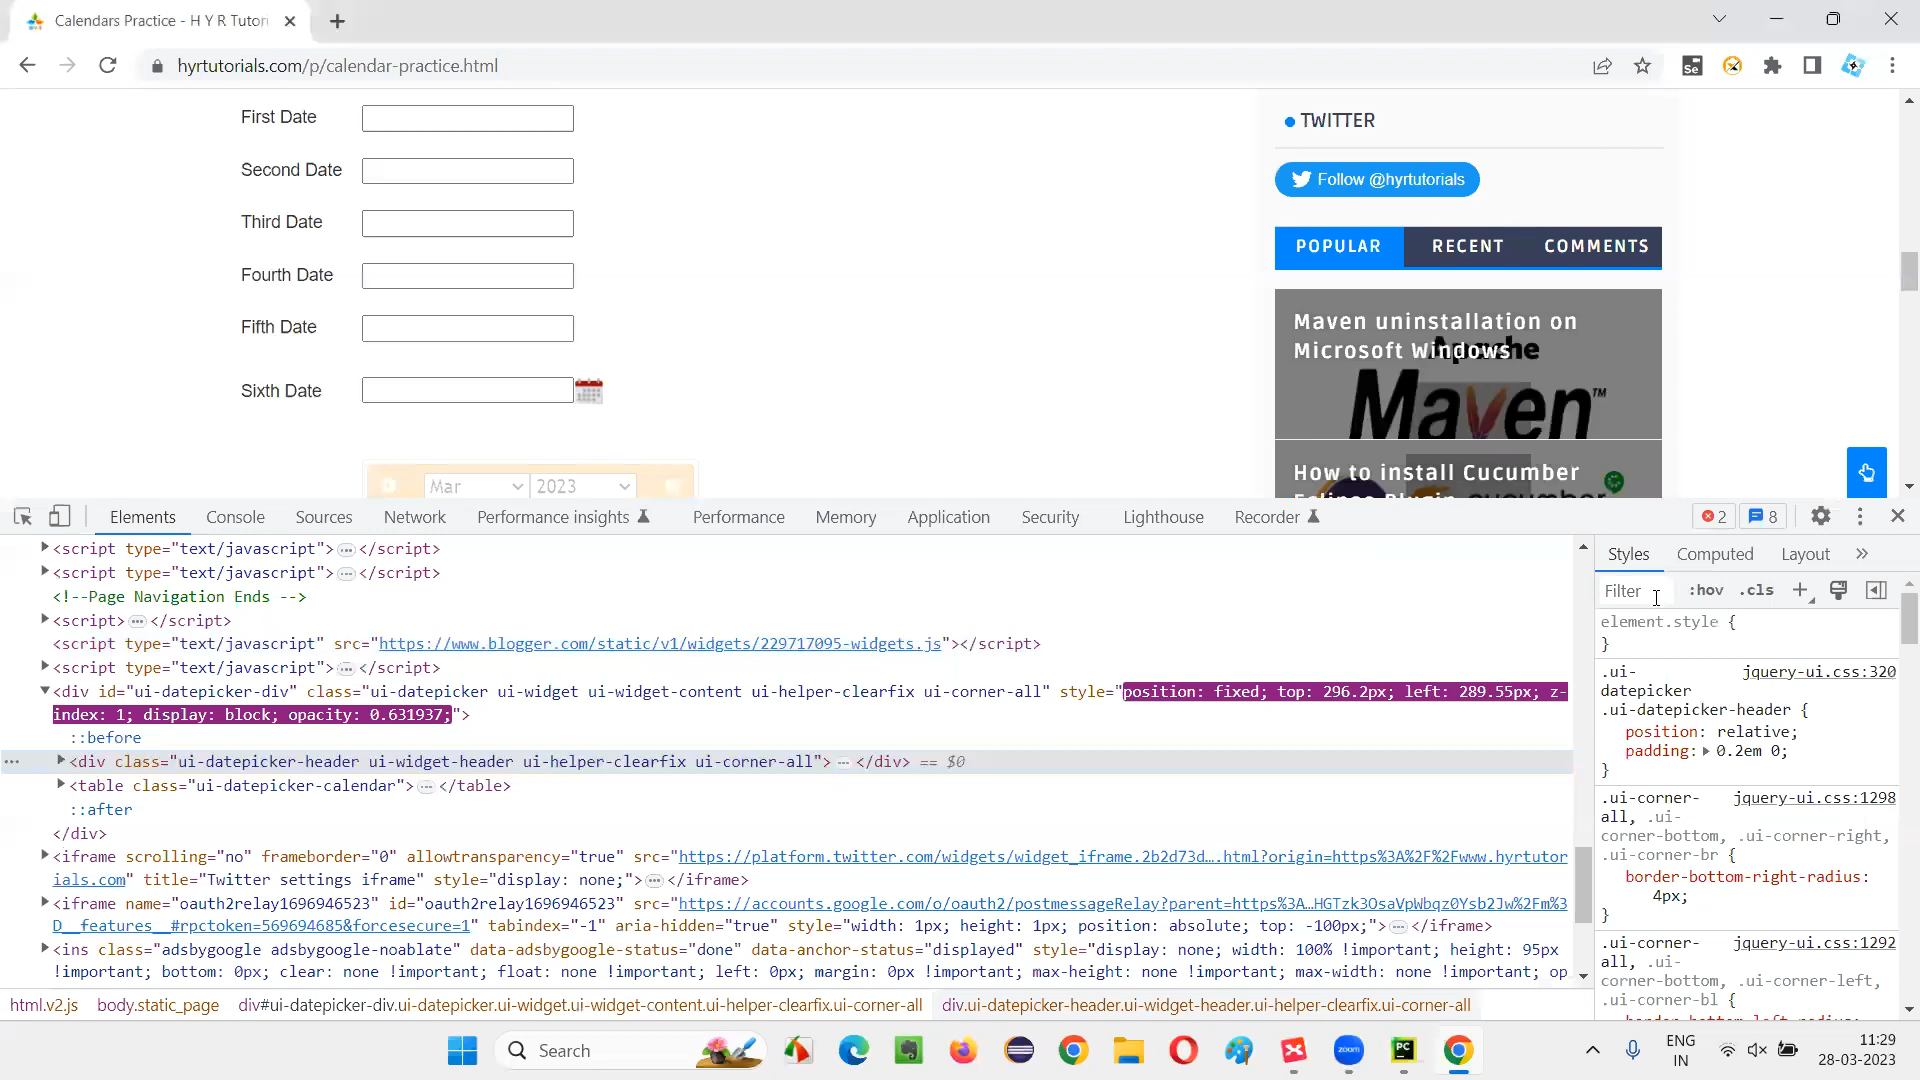 Calendars Practice - H Y R Tutori
hyrtutorials.com/p/calendar-practice.html
First Date
Second Date
Third Date
Fourth Date
Fifth Date
Sixth Date
Mar
2023
TWITTER
Follow @hyrtutorials
POPULAR RECENT COMMENTS
Maven uninstallation on
Microsoft Windows
Apache
Maven™
How to install Cucumber
Elements Console Sources Network Performance insights Performance Memory Application Security Lighthouse Recorder 2 8
<script type="text/javascript">…</script>
<script type="text/javascript">…</script>
<!--Page Navigation Ends -->
<script>…</script>
<script type="text/javascript" src="https://www.blogger.com/static/v1/widgets/229717095-widgets.js"></script>
<script type="text/javascript">…</script>
<div id="ui-datepicker-div" class="ui-datepicker ui-widget ui-widget-content ui-helper-clearfix ui-corner-all" style="position: fixed; top: 296.2px; left: 289.55px; z-
index: 1; display: block; opacity: 0.631937;">
::before
<div class="ui-datepicker-header ui-widget-header ui-helper-clearfix ui-corner-all">…</div> == $0
<table class="ui-datepicker-calendar">…</table>
::after
</div>
<iframe scrolling="no" frameborder="0" allowtransparency="true" src="https://platform.twitter.com/widgets/widget_iframe.2b2d73d….html?origin=https%3A%2F%2Fwww.hyrtutor
ials.com" title="Twitter settings iframe" style="display: none;">…</iframe>
<iframe name="oauth2relay1696946523" id="oauth2relay1696946523" src="https://accounts.google.com/o/oauth2/postmessageRelay?parent=https%3A…HGTzk3OsaVpWbqz0Ysb2Jw%2Fm%3
D__features__#rpctoken=569694685&forcesecure=1" tabindex="-1" aria-hidden="true" style="width: 1px; height: 1px; position: absolute; top: -100px;">…</iframe>
<ins class="adsbygoogle adsbygoogle-noablate" data-adsbygoogle-status="done" data-anchor-status="displayed" style="display: none; width: 100% !important; height: 95px
!important; bottom: 0px; clear: none !important; float: none !important; left: 0px; margin: 0px !important; max-height: none !important; max-width: none !important; op
html.v2.js body.static_page div#ui-datepicker-div.ui-datepicker.ui-widget.ui-widget-content.ui-helper-clearfix.ui-corner-all div.ui-datepicker-header.ui-widget-header.ui-helper-clearfix.ui-corner-all
Styles Computed Layout »
Filter :hov .cls
element.style {
}
.ui- jquery-ui.css:320
datepicker
.ui-datepicker-header {
position: relative;
padding: 0.2em 0;
}
.ui-corner- jquery-ui.css:1298
all, .ui-
corner-bottom, .ui-corner-right,
.ui-corner-br {
border-bottom-right-radius:
4px;
}
.ui-corner- jquery-ui.css:1292
all, .ui-
corner-bottom, .ui-corner-left,
.ui-corner-bl {
Search
zoom
PC
ENG
IN
11:29
28-03-2023